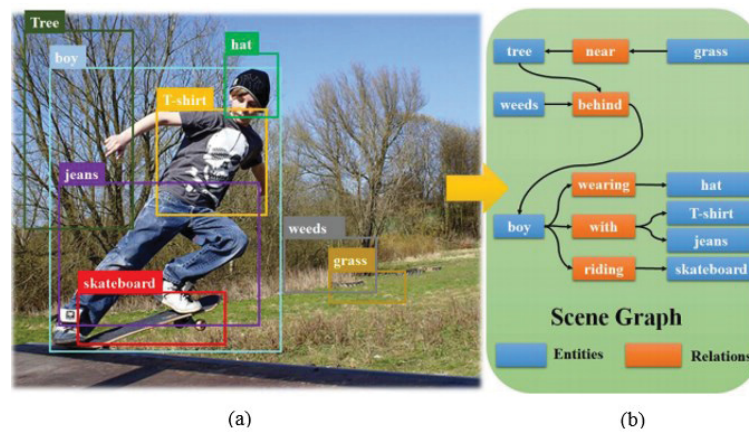 Tree
boy
hat
T-shirt
jeans
weeds
grass
skateboard
(a)
tree near grass
weeds behind
wearing hat
boy with T-shirt
jeans
riding skateboard
Scene Graph
Entities Relations
(b)